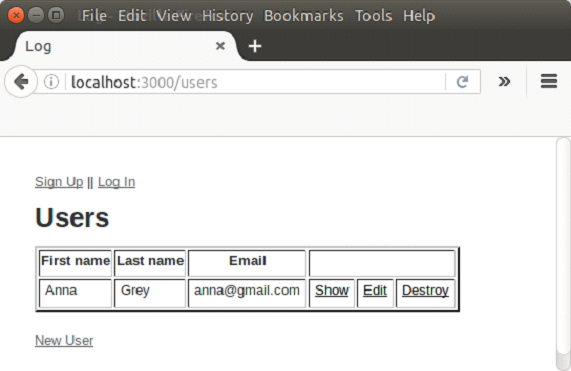 File Edit View History Bookmarks Tools Help
Log
localhost:3000/users
Sign Up || Log In
Users
First name Last name Email
Anna Grey anna@gmail.com Show Edit Destroy
New User